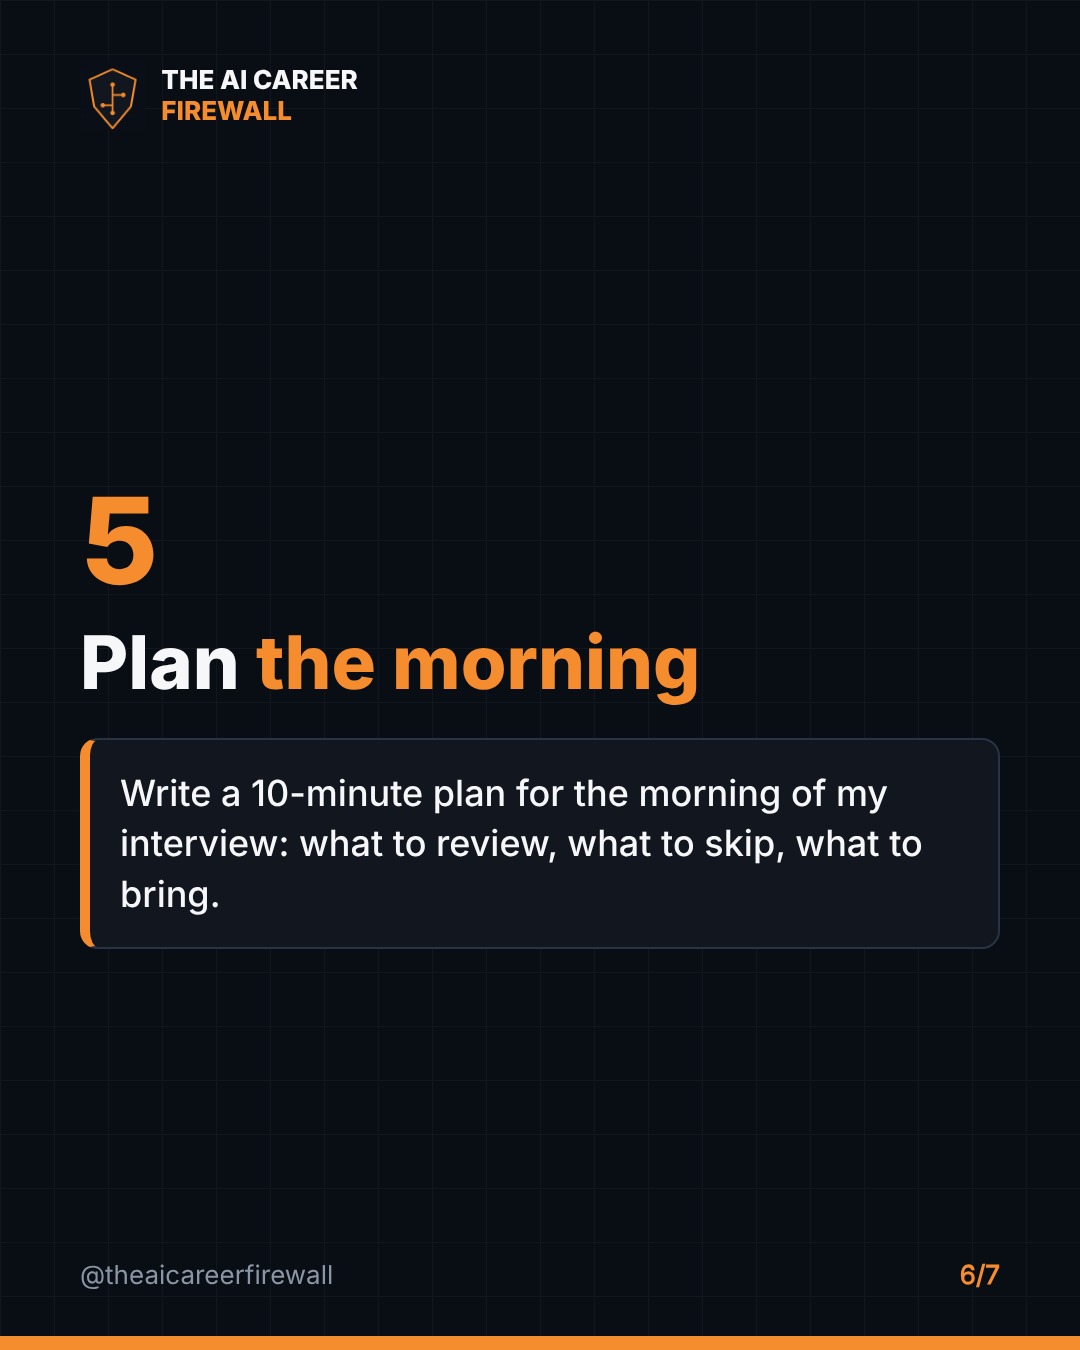 THE AI CAREER
FIREWALL
5
Plan the morning
Write a 10-minute plan for the morning of my
interview: what to review, what to skip, what to
bring.
@theaicareerfirewall
6/7